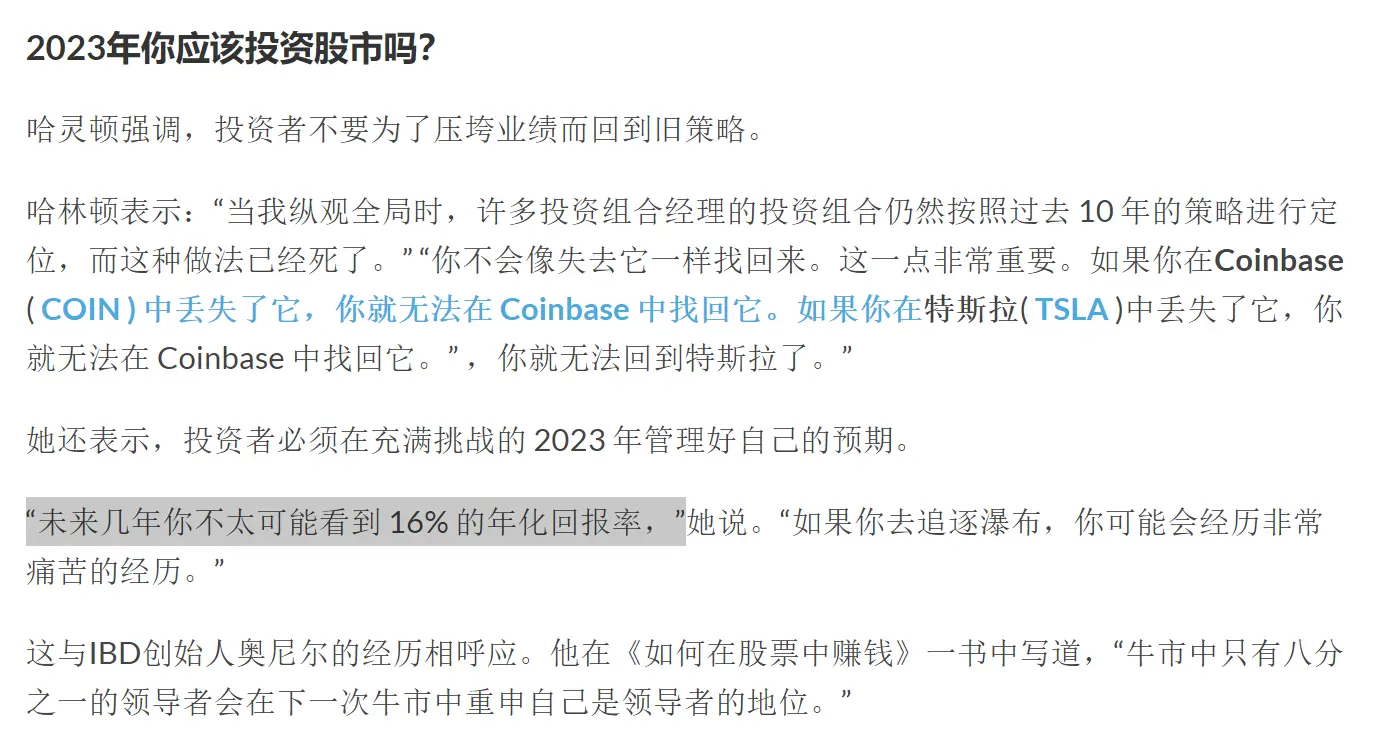 2023年你应该投资股市吗?
哈灵顿强调，投资者不要为了压垮业绩而回到旧策略。
哈林顿表示：“当我纵观全局时，许多投资组合经理的投资组合仍然按照过去 10 年的策略进行定
位，而这种做法已经死了。” “你不会像失去它一样找回来。这一点非常重要。如果你在Coinbase
( COIN ) 中丢失了它，你就无法在 Coinbase 中找回它。如果你在特斯拉( TSLA )中丢失了它，你
就无法在 Coinbase 中找回它。” ，你就无法回到特斯拉了。”
她还表示，投资者必须在充满挑战的 2023 年管理好自己的预期。
“未来几年你不太可能看到 16% 的年化回报率，”她说。“如果你去追逐瀑布，你可能会经历非常
痛苦的经历。”
这与IBD创始人奥尼尔的经历相呼应。他在《如何在股票中赚钱》一书中写道，“牛市中只有八分
之一的领导者会在下一次牛市中重申自己是领导者的地位。”